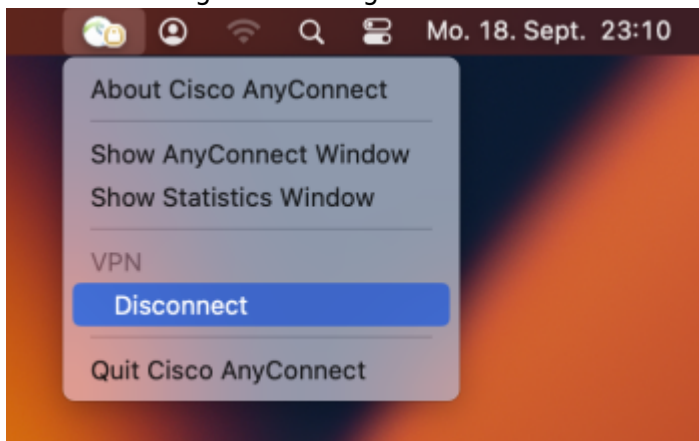 Mo. 18. Sept. 23:10
About Cisco AnyConnect
Show AnyConnect Window
Show Statistics Window
VPN
Disconnect
Quit Cisco AnyConnect